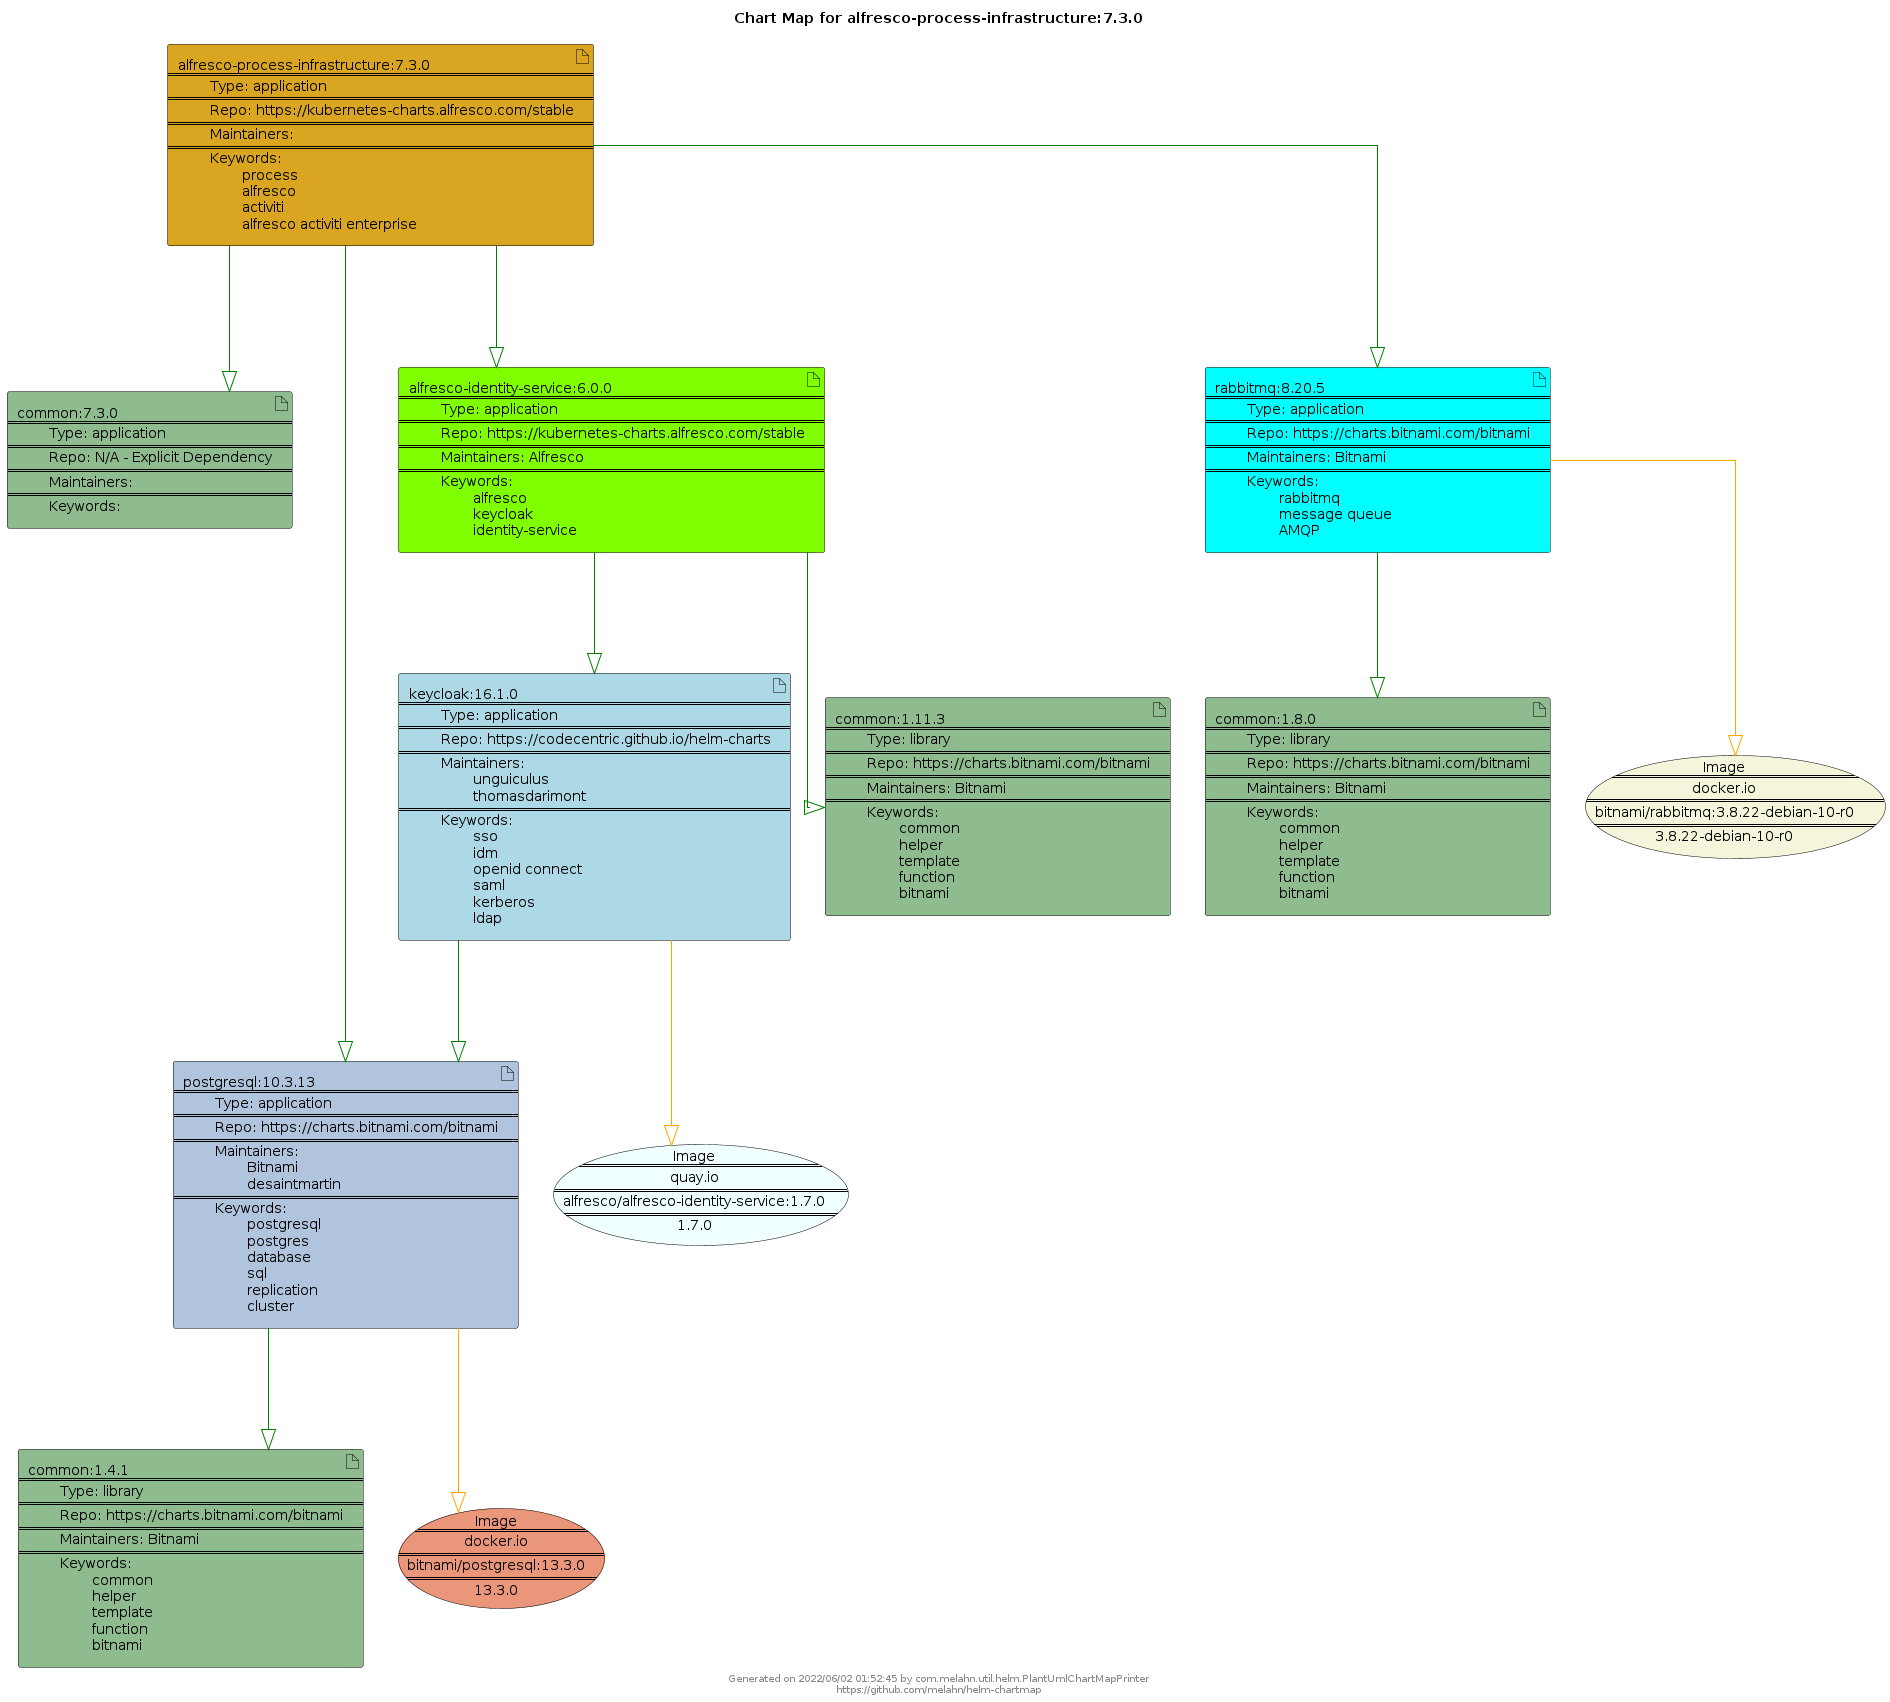 Chart Map for alfresco-process-infrastructure:7.3.0
alfresco-process-infrastructure:7.3.0
Type: application
Repo: https://kubernetes-charts.alfresco.com/stable
Maintainers:
Keywords:
process
alfresco
activiti
alfresco activiti enterprise
common:7.3.0
Type: application
Repo: N/A - Explicit Dependency
Maintainers:
Keywords:
alfresco-identity-service:6.0.0
Type: application
Repo: https://kubernetes-charts.alfresco.com/stable
Maintainers: Alfresco
Keywords:
alfresco
keycloak
identity-service
rabbitmq:8.20.5
Type: application
Repo: https://charts.bitnami.com/bitnami
Maintainers: Bitnami
Keywords:
rabbitmq
message queue
AMQP
keycloak:16.1.0
Type: application
Repo: https://codecentric.github.io/helm-charts
Maintainers:
unguiculus
thomasdarimont
Keywords:
sso
idm
openid connect
saml
kerberos
ldap
common:1.11.3
Type: library
Repo: https://charts.bitnami.com/bitnami
Maintainers: Bitnami
Keywords:
common
helper
template
function
bitnami
common:1.8.0
Type: library
Repo: https://charts.bitnami.com/bitnami
Maintainers: Bitnami
Keywords:
common
helper
template
function
bitnami
Image
docker.io
bitnami/rabbitmq:3.8.22-debian-10-r0
3.8.22-debian-10-r0
postgresql:10.3.13
Type: application
Repo: https://charts.bitnami.com/bitnami
Maintainers:
Bitnami
desaintmartin
Keywords:
postgresql
postgres
database
sql
replication
cluster
Image
quay.io
alfresco/alfresco-identity-service:1.7.0
1.7.0
common:1.4.1
Type: library
Repo: https://charts.bitnami.com/bitnami
Maintainers: Bitnami
Keywords:
common
helper
template
function
bitnami
Image
docker.io
bitnami/postgresql:13.3.0
13.3.0
Generated on 2022/06/02 01:52:45 by com.melahn.util.helm.PlantUmlChartMapPrinter
https://github.com/melahn/helm-chartmap